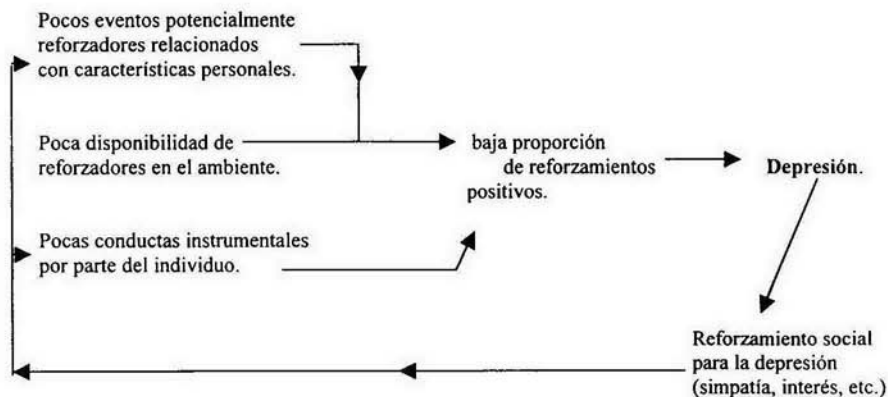 Pocos eventos potencialmente
reforzadores relacionados
con características personales.
Poca disponibilidad de
reforzadores en el ambiente.
baja proporción
de reforzamientos
positivos.
Depresión.
Pocas conductas instrumentales
por parte del individuo.
Reforzamiento social
para la depresión
(simpatía, interés, etc.)